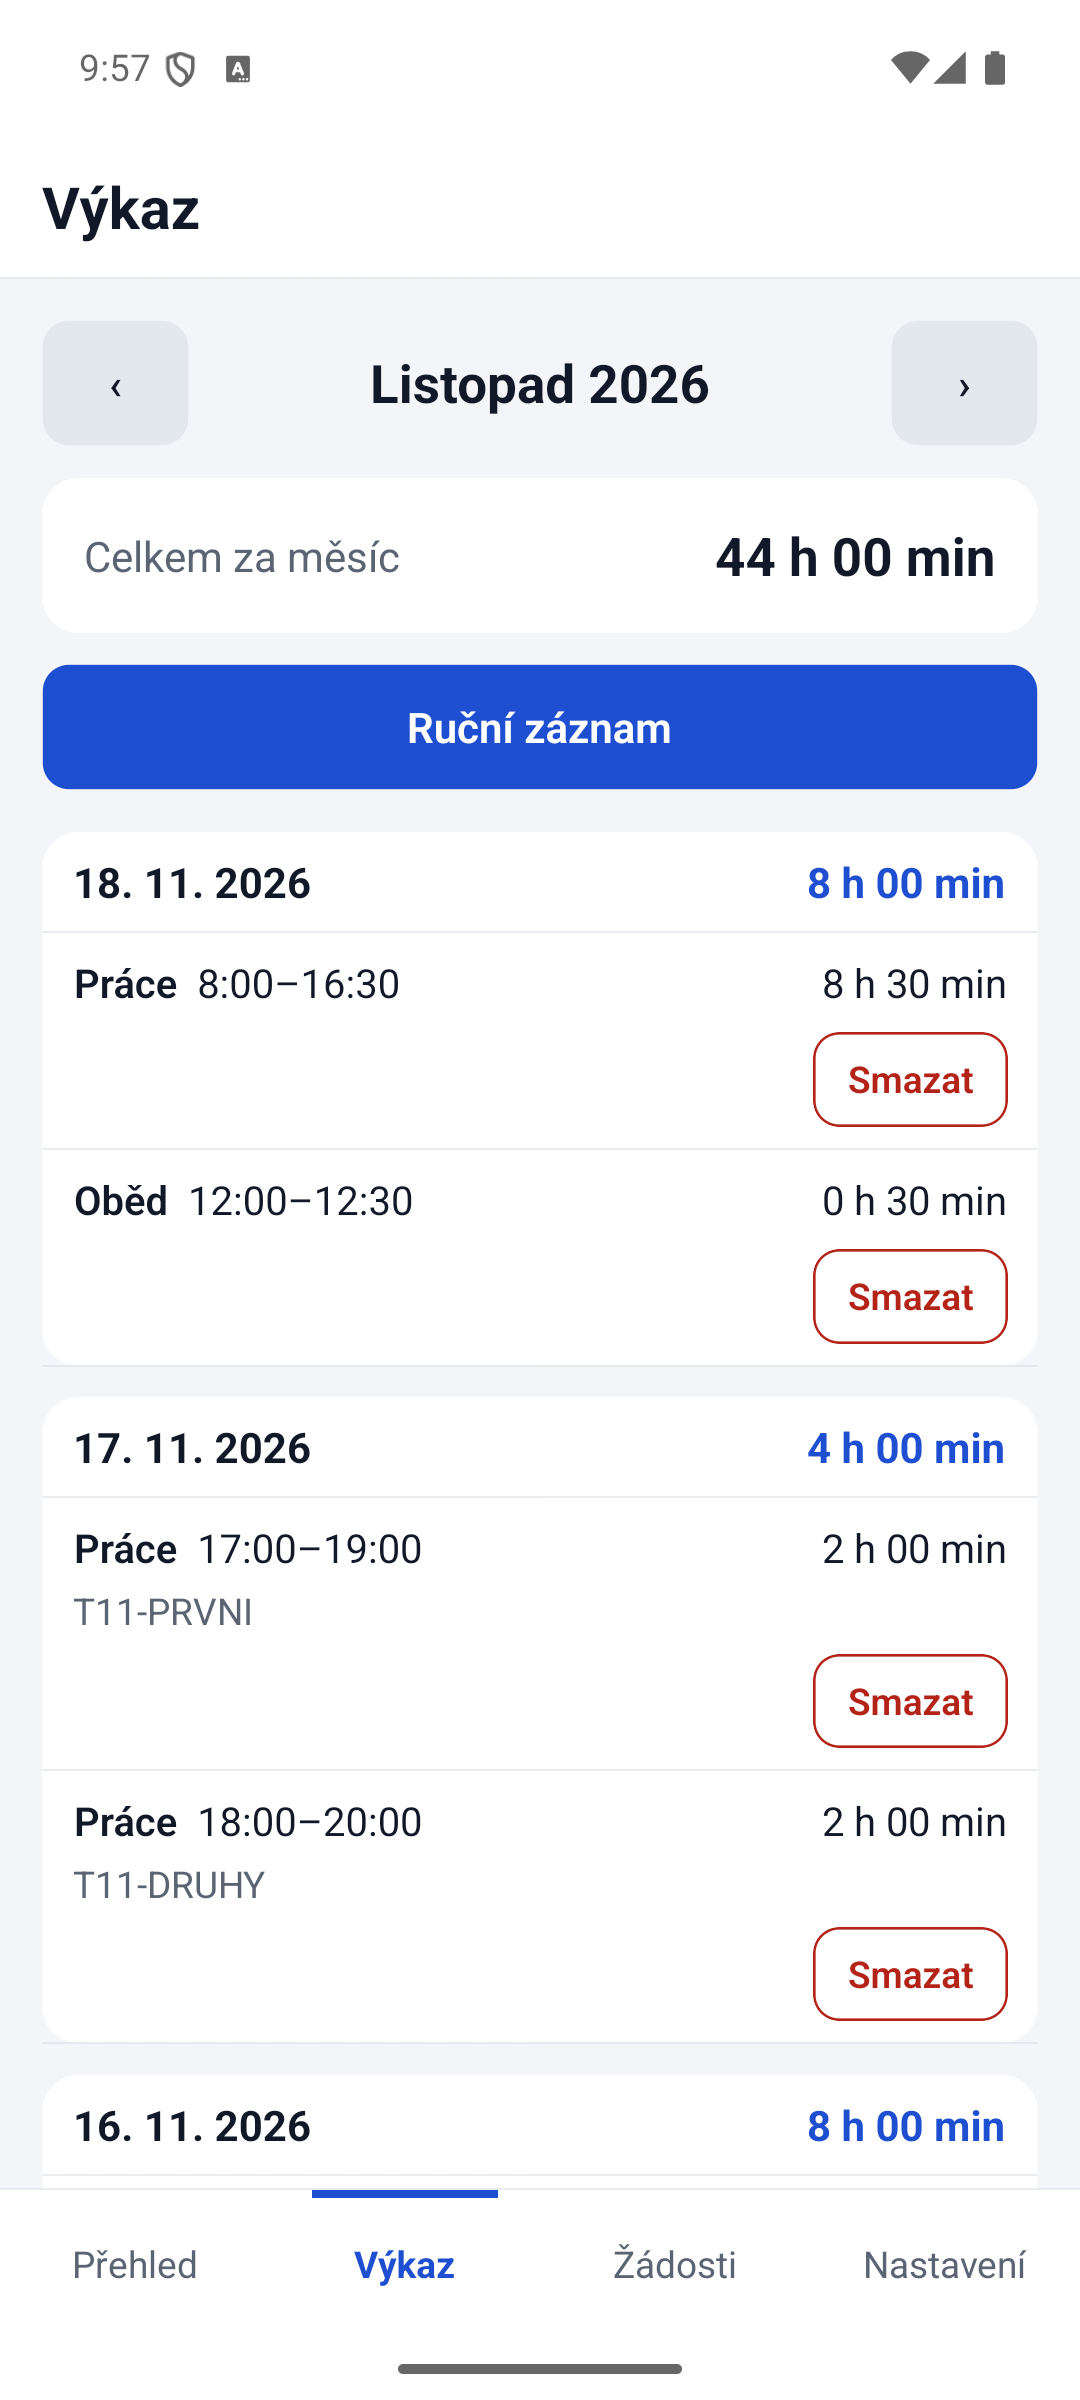 9:57
Výkaz
‹ Listopad 2026 ›
Celkem za měsíc 44 h 00 min
Ruční záznam
18. 11. 2026 8 h 00 min
Práce 8:00–16:30 8 h 30 min
Smazat
Oběd 12:00–12:30 0 h 30 min
Smazat
17. 11. 2026 4 h 00 min
Práce 17:00–19:00 2 h 00 min
T11-PRVNI
Smazat
Práce 18:00–20:00 2 h 00 min
T11-DRUHY
Smazat
16. 11. 2026 8 h 00 min
Přehled Výkaz Žádosti Nastavení